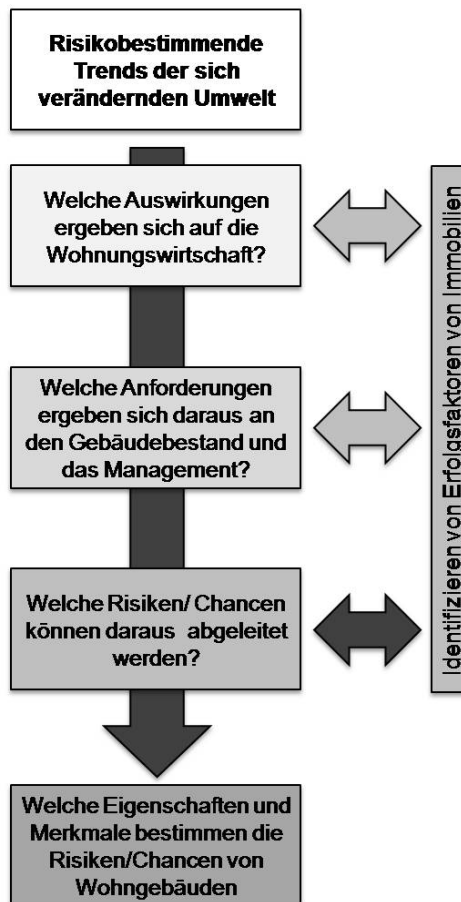 Risikobestimmende
Trends der sich
verändernden Umwelt
Welche Auswirkungen
ergeben sich auf die
Wohnungswirtschaft?
Welche Anforderungen
ergeben sich daraus an
den Gebäudebestand und
das Management?
Welche Risiken/ Chancen
können daraus abgeleitet
werden?
Welche Eigenschaften und
Merkmale bestimmen die
Risiken/Chancen von
Wohngebäuden
Identifizieren von Erfolgsfaktoren von Immobilien